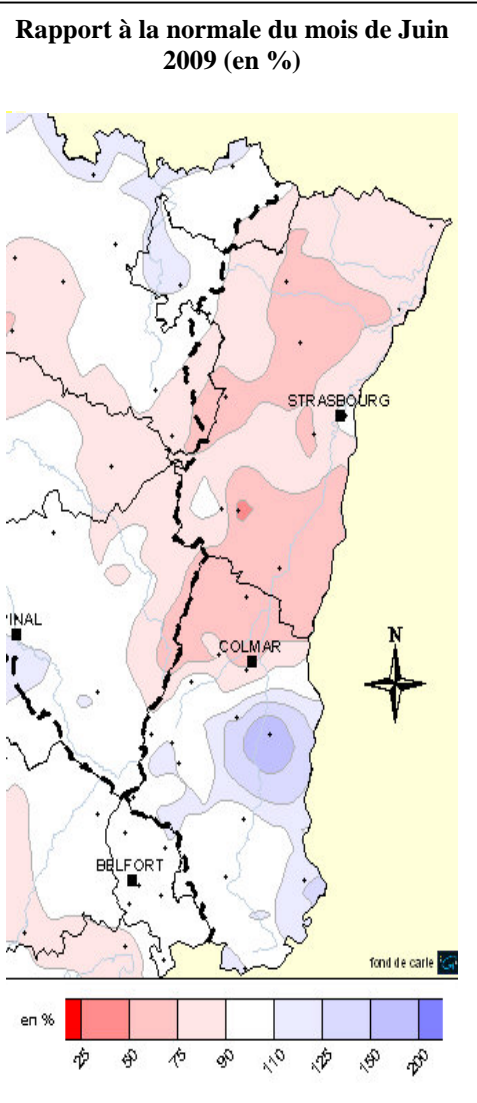 Rapport à la normale du mois de Juin
2009 (en %)
STRASBOURG
PINAL
COLMAR
N
BELFORT
fond de carte
en %
25 50 75 90 110 125 150 200